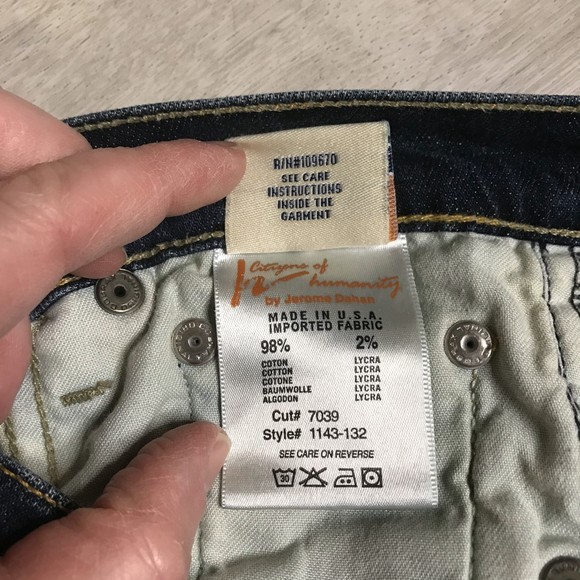 R/N#109670
SEE CARE
INSTRUCTIONS
INSIDE THE
GARMENT
Citizens of
humanity
by Jerome Dahan
MADE IN U.S.A.
IMPORTED FABRIC
98% 2%
COTON LYCRA
COTTON LYCRA
COTONE LYCRA
BAUMWOLLE LYCRA
ALGODON LYCRA
Cut# 7039
Style# 1143-132
SEE CARE ON REVERSE
30